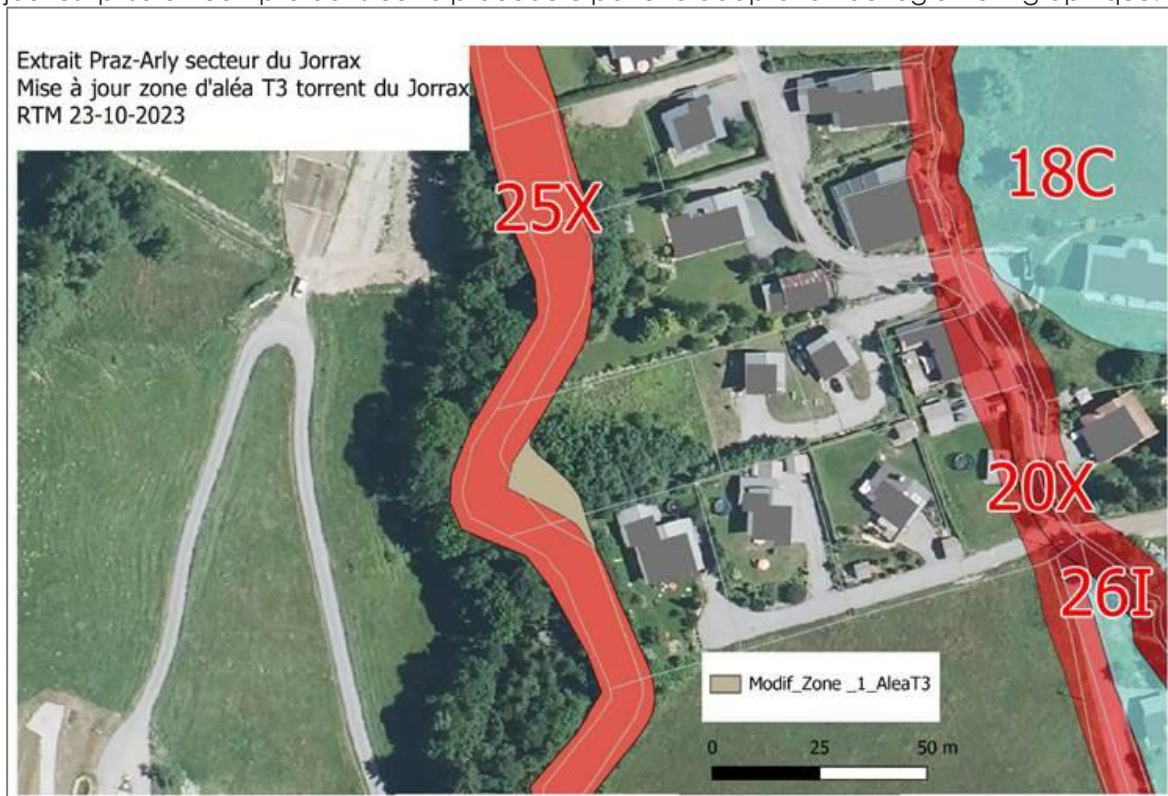 Extrait Praz-Arly secteur du Jorrax
Mise à jour zone d'aléa T3 torrent du Jorrax
RTM 23-10-2023
25X
18C
20X
26I
Modif_Zone _1_AleaT3
0 25 50 m